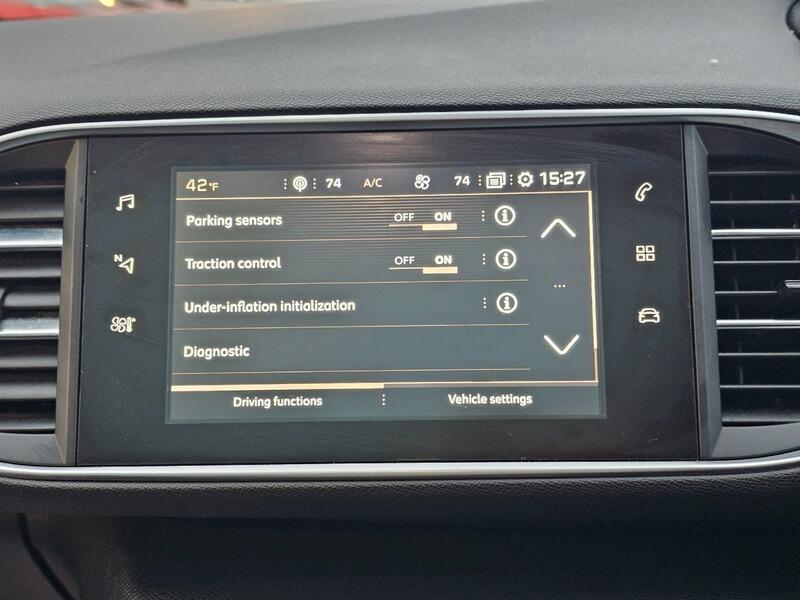 42°F 74 A/C 74 15:27
Parking sensors OFF ON
Traction control OFF ON
Under-inflation initialization
Diagnostic
Driving functions Vehicle settings
N